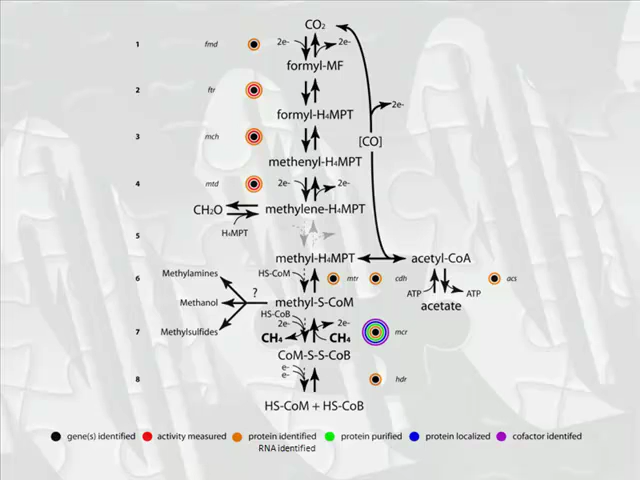 CO₂
1 fmd 2e- 2e-
formyl-MF
2 ftr
formyl-H₄MPT
2e-
3 mch [CO]
methenyl-H₄MPT
4 mtd 2e- 2e-
CH₂O methylene-H₄MPT
H₄MPT
5
methyl-H₄MPT acetyl-CoA
Methylamines HS-CoM
6 mtr cdh acs
ATP ATP
? Methanol methyl-S-CoM acetate
HS-CoB
2e- 2e-
Methylsulfides
7 mcr
CH₄ CH₄
CoM-S-S-CoB
e-
e-
8 hdr
HS-CoM + HS-CoB
gene(s) identified activity measured protein identified protein purified protein localized cofactor identifed
RNA identified